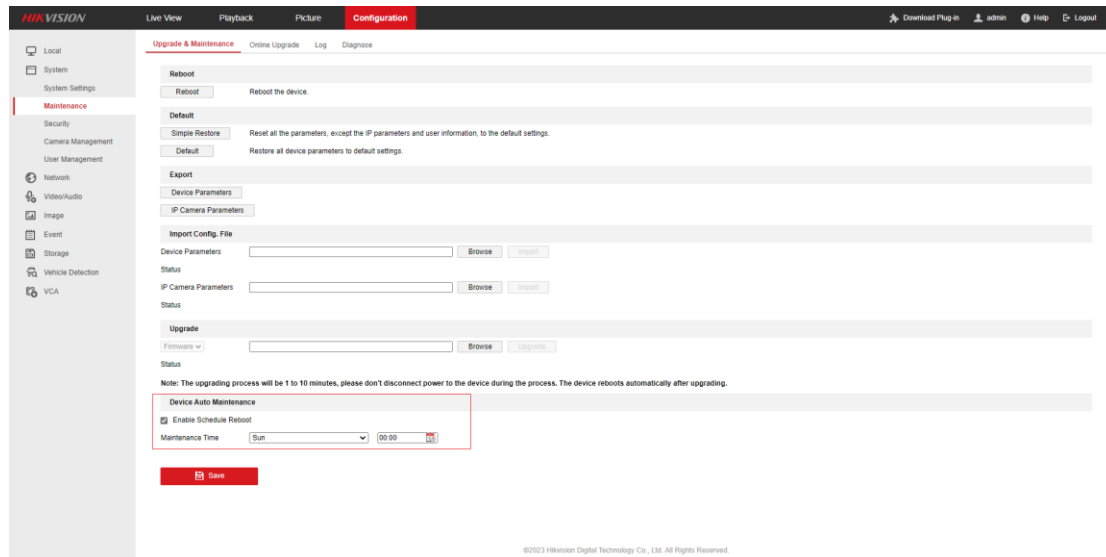 HIKVISION Live View Playback Picture Configuration Download Plug-in admin Help Logout
Local
System
System Settings
Maintenance
Security
Camera Management
User Management
Network
Video/Audio
Image
Event
Storage
Vehicle Detection
VCA
Upgrade & Maintenance Online Upgrade Log Diagnose
Reboot
Reboot Reboot the device.
Default
Simple Restore Reset all the parameters, except the IP parameters and user information, to the default settings.
Default Restore all device parameters to default settings.
Export
Device Parameters
IP Camera Parameters
Import Config. File
Device Parameters Browse Import
Status
IP Camera Parameters Browse Import
Status
Upgrade
Firmware Browse Upgrade
Status
Note: The upgrading process will be 1 to 10 minutes, please don't disconnect power to the device during the process. The device reboots automatically after upgrading.
Device Auto Maintenance
Enable Schedule Reboot
Maintenance Time Sun 00:00
Save
©2023 Hikvision Digital Technology Co., Ltd. All Rights Reserved.